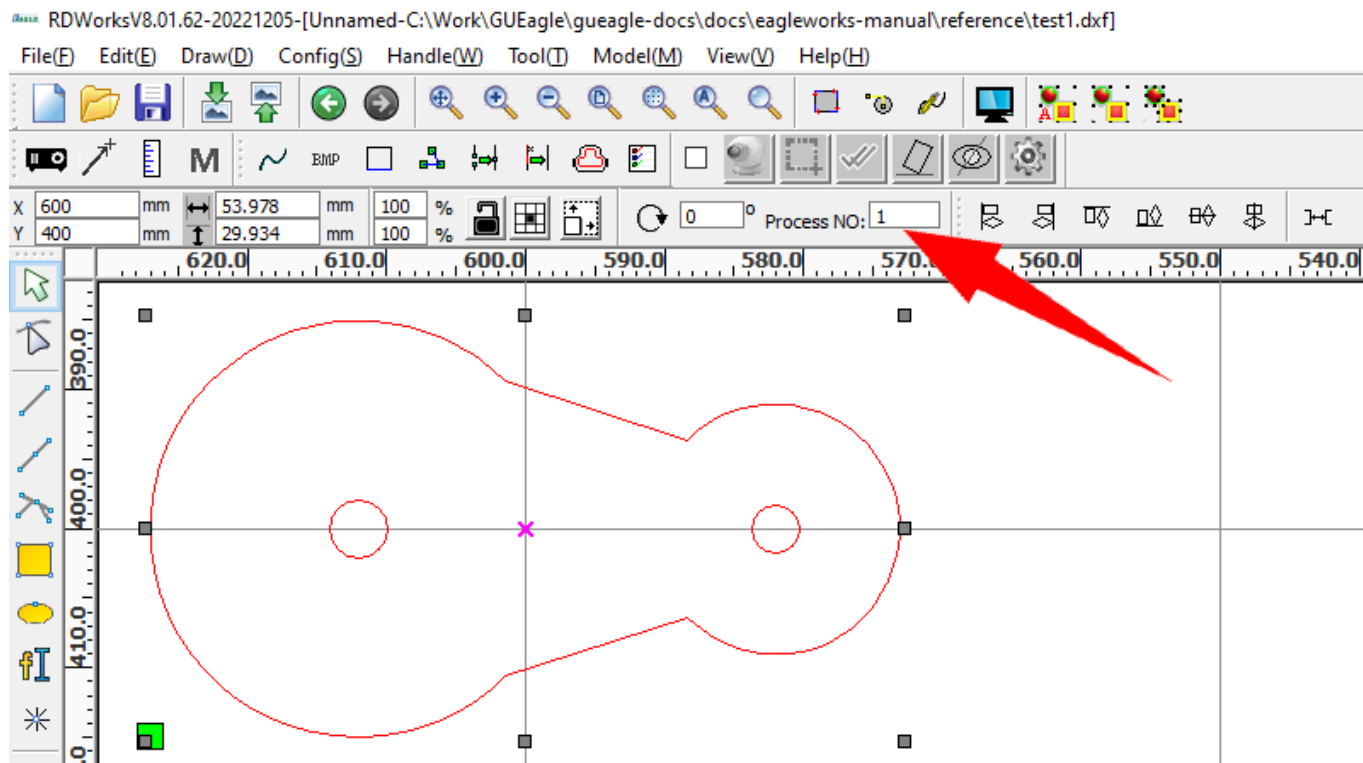 RDWorksV8.01.62-20221205-[Unnamed-C:\Work\GUEagle\gueagle-docs\docs\eagleworks-manual\reference\test1.dxf]
File(F) Edit(E) Draw(D) Config(S) Handle(W) Tool(T) Model(M) View(V) Help(H)
A
M BMP
X 600 mm 53.978 mm 100 % 0 ° Process NO: 1
Y 400 mm 29.934 mm 100 %
620.0 610.0 600.0 590.0 580.0 570. 560.0 550.0 540.0
390.0
400.0
410.0